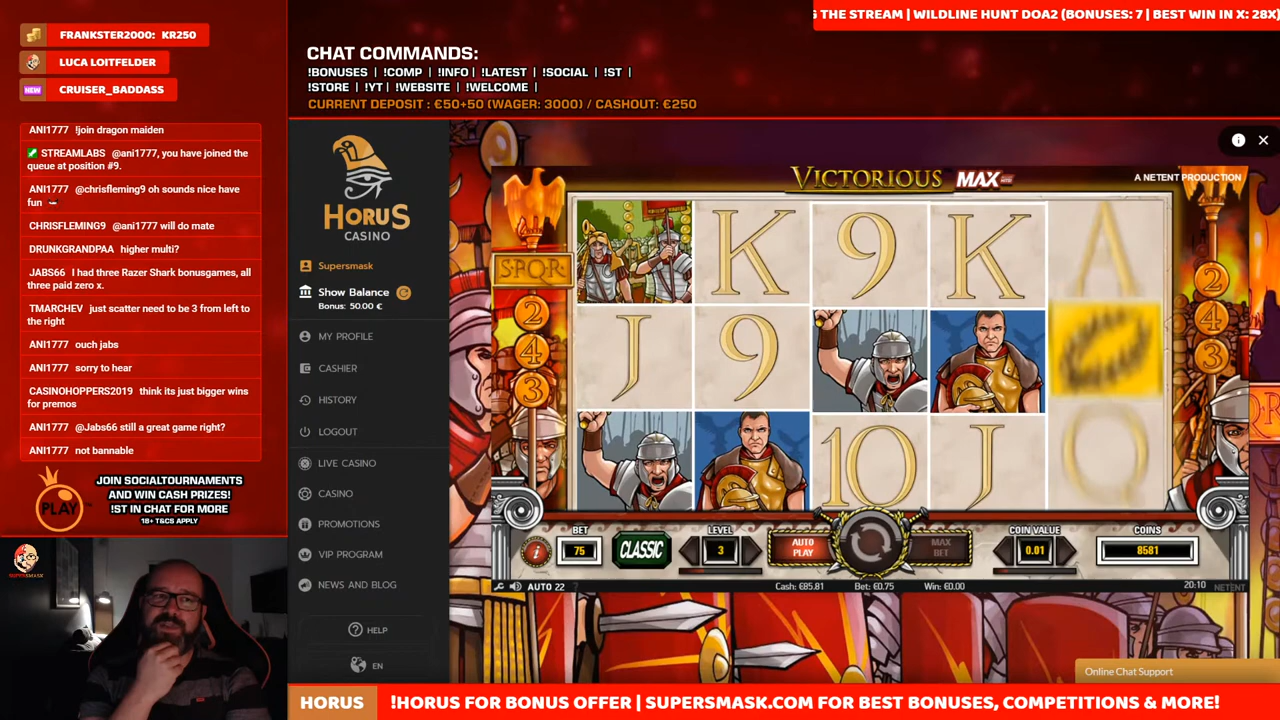 FRANKSTER2000: KR250
LUCA LOITFELDER
NEW CRUISER_BADDASS
ANI1777 !join dragon maiden
STREAMLABS @ani1777, you have joined the
queue at position #9.
ANI1777 @chrisfleming9 oh sounds nice have
fun
CHRISFLEMING9 @ani1777 will do mate
DRUNKGRANDPAA higher multi?
JABS66 I had three Razer Shark bonusgames, all
three paid zero x.
TMARCHEV just scatter need to be 3 from left to
the right
ANI1777 ouch jabs
ANI1777 sorry to hear
CASINOHOPPERS2019 think its just bigger wins
for premos
ANI1777 @Jabs66 still a great game right?
ANI1777 not bannable
PLAY
JOIN SOCIALTOURNAMENTS
AND WIN CASH PRIZES!
!ST IN CHAT FOR MORE
18+ T&CS APPLY
SUPERSMASK
G THE STREAM | WILDLINE HUNT DOA2 (BONUSES: 7 | BEST WIN IN X: 28X)
CHAT COMMANDS:
!BONUSES | !COMP | !INFO | !LATEST | !SOCIAL | !ST |
!STORE | !YT | !WEBSITE | !WELCOME |
CURRENT DEPOSIT : €50+50 (WAGER: 3000) / CASHOUT: €250
HORUS
CASINO
Supersmask
Show Balance
Bonus: 50.00 €
MY PROFILE
CASHIER
HISTORY
LOGOUT
LIVE CASINO
CASINO
PROMOTIONS
VIP PROGRAM
NEWS AND BLOG
HELP
EN
VICTORIOUS MAX
A NETENT PRODUCTION
SPQR
2
4
3
K 9 K A
J 9
10 J Q
2
4
3
BET
75
CLASSIC
LEVEL
3
AUTO
PLAY
MAX
BET
COIN VALUE
0.01
COINS
8581
AUTO 22
Cash: €85.81
Bet: €0.75
Win: €0.00
20:10
NETENT
Online Chat Support
HORUS
!HORUS FOR BONUS OFFER | SUPERSMASK.COM FOR BEST BONUSES, COMPETITIONS & MORE!